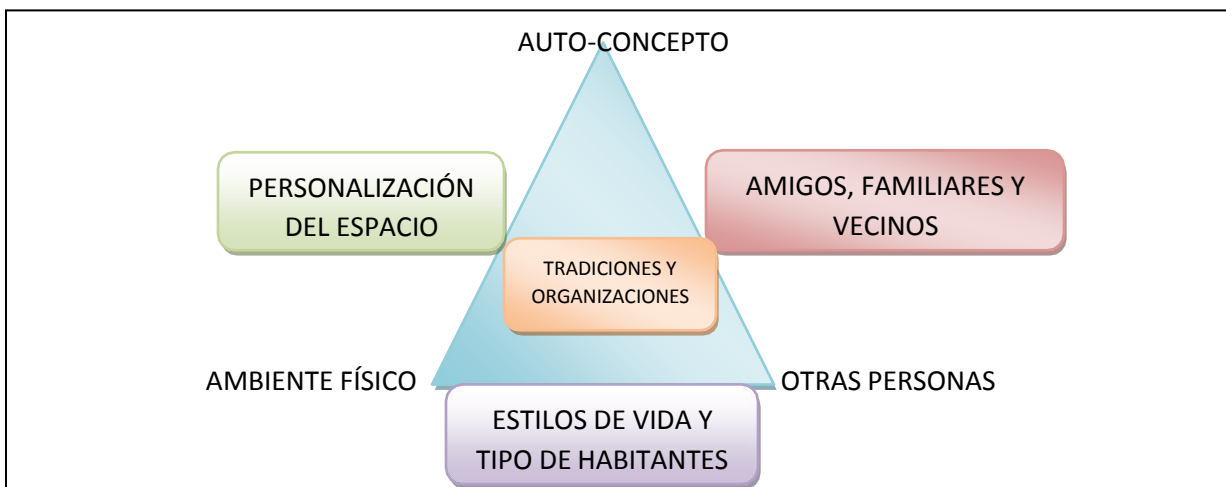 AUTO-CONCEPTO
PERSONALIZACIÓN
DEL ESPACIO
AMIGOS, FAMILIARES Y
VECINOS
TRADICIONES Y
ORGANIZACIONES
AMBIENTE FÍSICO
OTRAS PERSONAS
ESTILOS DE VIDA Y
TIPO DE HABITANTES